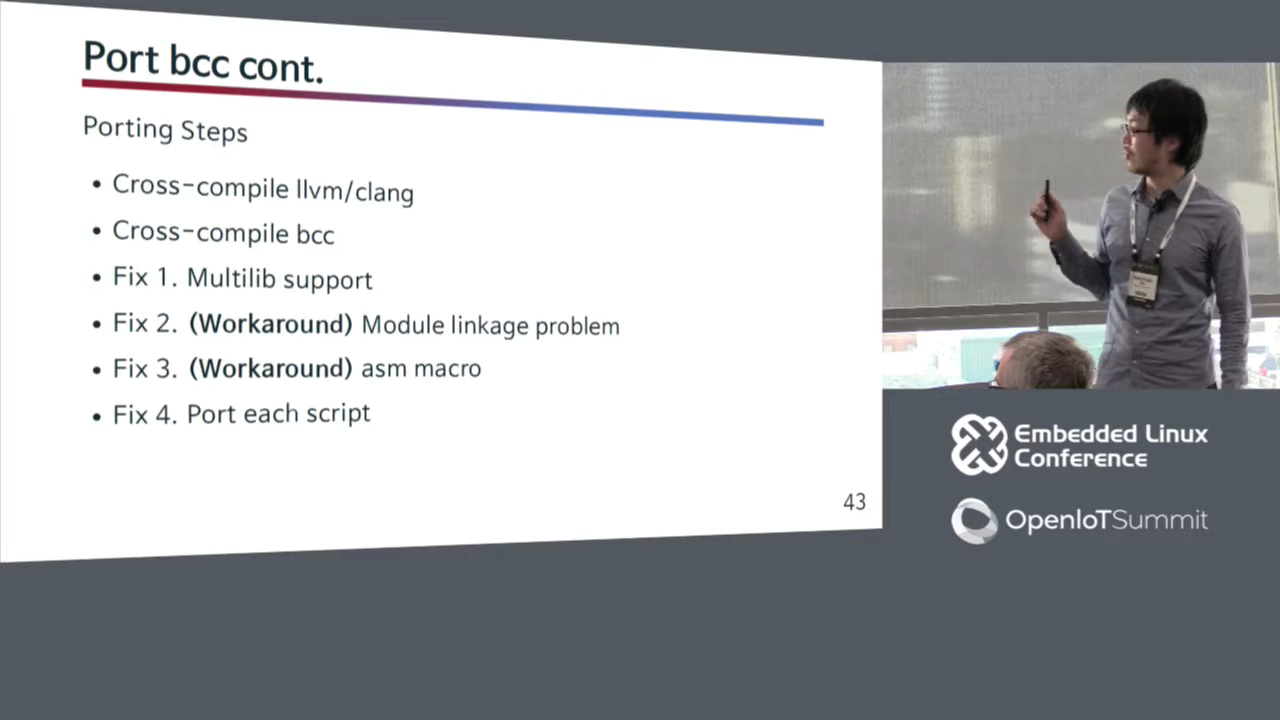 Port bcc cont.
Porting Steps
• Cross-compile llvm/clang
• Cross-compile bcc
• Fix 1. Multilib support
• Fix 2. (Workaround) Module linkage problem
• Fix 3. (Workaround) asm macro
• Fix 4. Port each script
43
Embedded Linux
Conference
OpenIoTSummit